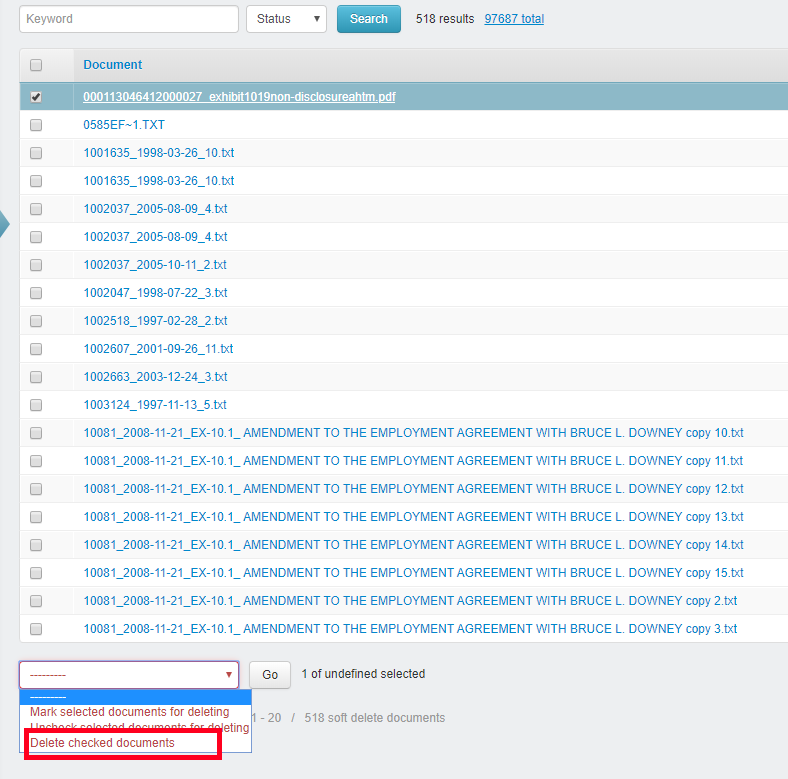 Keyword Status Search 518 results 97687 total
Document
000113046412000027_exhibit1019non-disclosureahtm.pdf
0585EF~1.TXT
1001635_1998-03-26_10.txt
1001635_1998-03-26_10.txt
1002037_2005-08-09_4.txt
1002037_2005-08-09_4.txt
1002037_2005-10-11_2.txt
1002047_1998-07-22_3.txt
1002518_1997-02-28_2.txt
1002607_2001-09-26_11.txt
1002663_2003-12-24_3.txt
1003124_1997-11-13_5.txt
10081_2008-11-21_EX-10.1_ AMENDMENT TO THE EMPLOYMENT AGREEMENT WITH BRUCE L. DOWNEY copy 10.txt
10081_2008-11-21_EX-10.1_ AMENDMENT TO THE EMPLOYMENT AGREEMENT WITH BRUCE L. DOWNEY copy 11.txt
10081_2008-11-21_EX-10.1_ AMENDMENT TO THE EMPLOYMENT AGREEMENT WITH BRUCE L. DOWNEY copy 12.txt
10081_2008-11-21_EX-10.1_ AMENDMENT TO THE EMPLOYMENT AGREEMENT WITH BRUCE L. DOWNEY copy 13.txt
10081_2008-11-21_EX-10.1_ AMENDMENT TO THE EMPLOYMENT AGREEMENT WITH BRUCE L. DOWNEY copy 14.txt
10081_2008-11-21_EX-10.1_ AMENDMENT TO THE EMPLOYMENT AGREEMENT WITH BRUCE L. DOWNEY copy 15.txt
10081_2008-11-21_EX-10.1_ AMENDMENT TO THE EMPLOYMENT AGREEMENT WITH BRUCE L. DOWNEY copy 2.txt
10081_2008-11-21_EX-10.1_ AMENDMENT TO THE EMPLOYMENT AGREEMENT WITH BRUCE L. DOWNEY copy 3.txt
--------- Go 1 of undefined selected
---------
Mark selected documents for deleting
1 - 20 / 518 soft delete documents
Uncheck selected documents for deleting
Delete checked documents